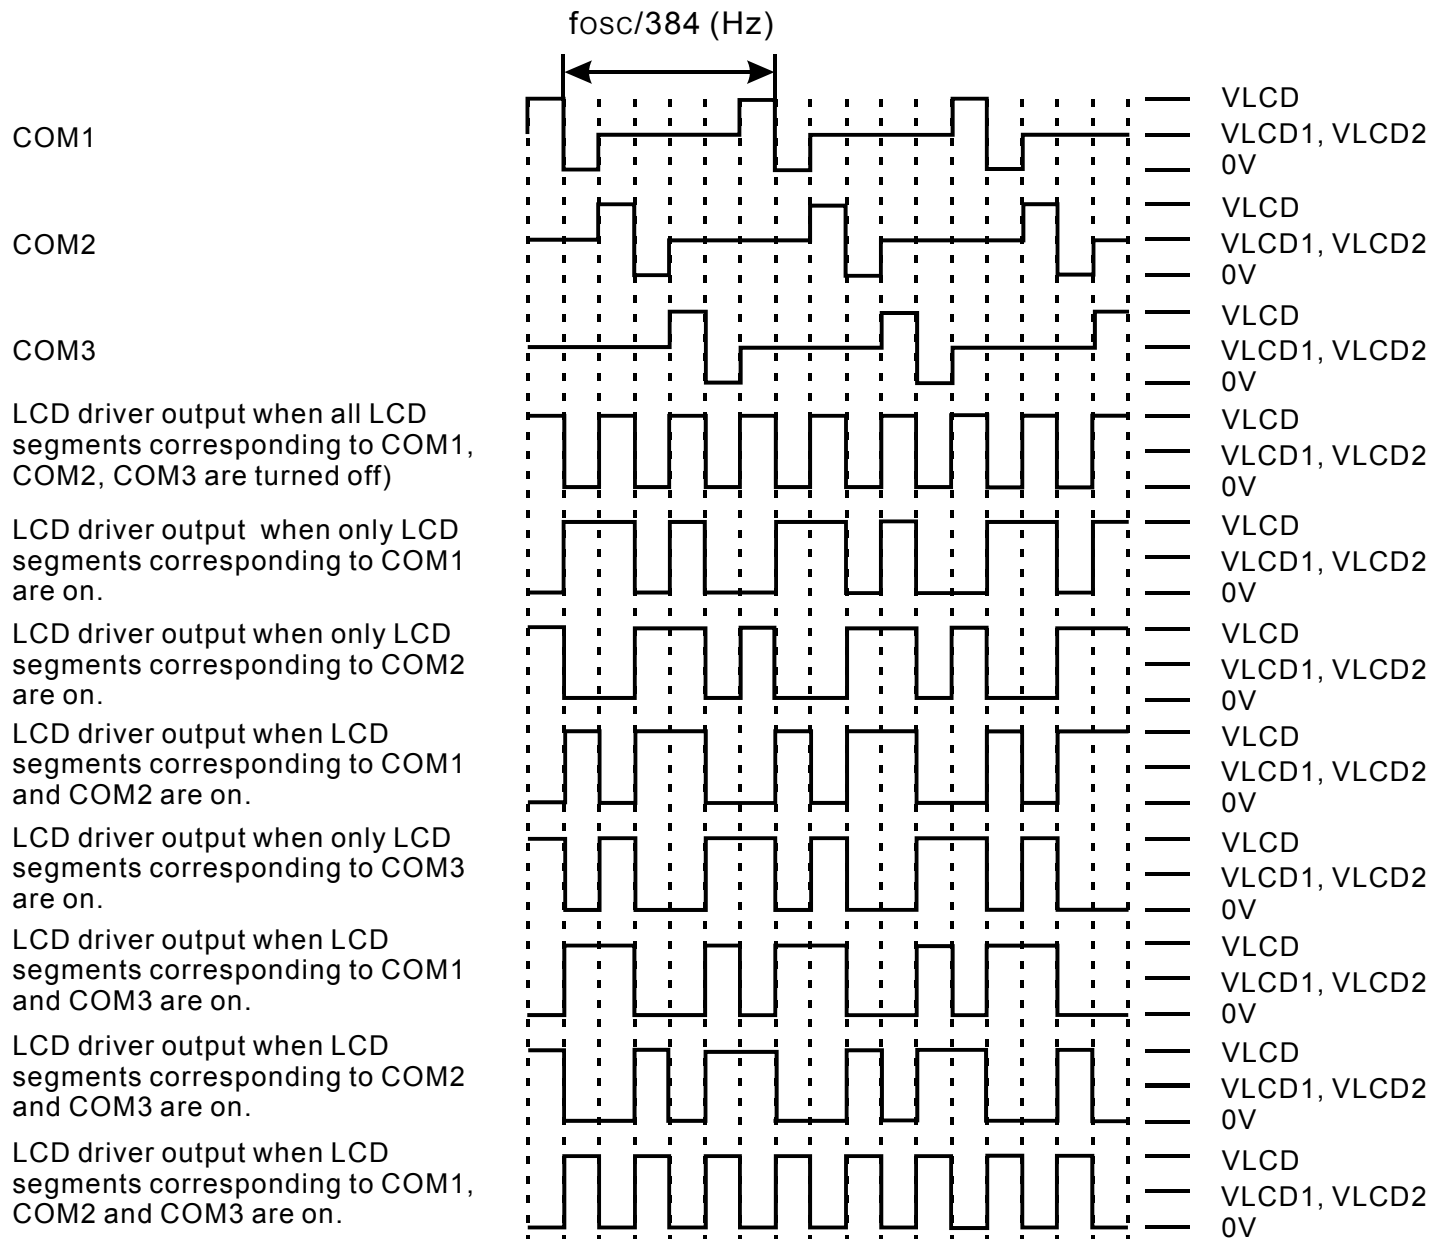 fosc/384 (Hz)
COM1
VLCD
VLCD1, VLCD2
0V
COM2
VLCD
VLCD1, VLCD2
0V
COM3
VLCD
VLCD1, VLCD2
0V
LCD driver output when all LCD
segments corresponding to COM1,
COM2, COM3 are turned off)
VLCD
VLCD1, VLCD2
0V
LCD driver output when only LCD
segments corresponding to COM1
are on.
VLCD
VLCD1, VLCD2
0V
LCD driver output when only LCD
segments corresponding to COM2
are on.
VLCD
VLCD1, VLCD2
0V
LCD driver output when LCD
segments corresponding to COM1
and COM2 are on.
VLCD
VLCD1, VLCD2
0V
LCD driver output when only LCD
segments corresponding to COM3
are on.
VLCD
VLCD1, VLCD2
0V
LCD driver output when LCD
segments corresponding to COM1
and COM3 are on.
VLCD
VLCD1, VLCD2
0V
LCD driver output when LCD
segments corresponding to COM2
and COM3 are on.
VLCD
VLCD1, VLCD2
0V
LCD driver output when LCD
segments corresponding to COM1,
COM2 and COM3 are on.
VLCD
VLCD1, VLCD2
0V